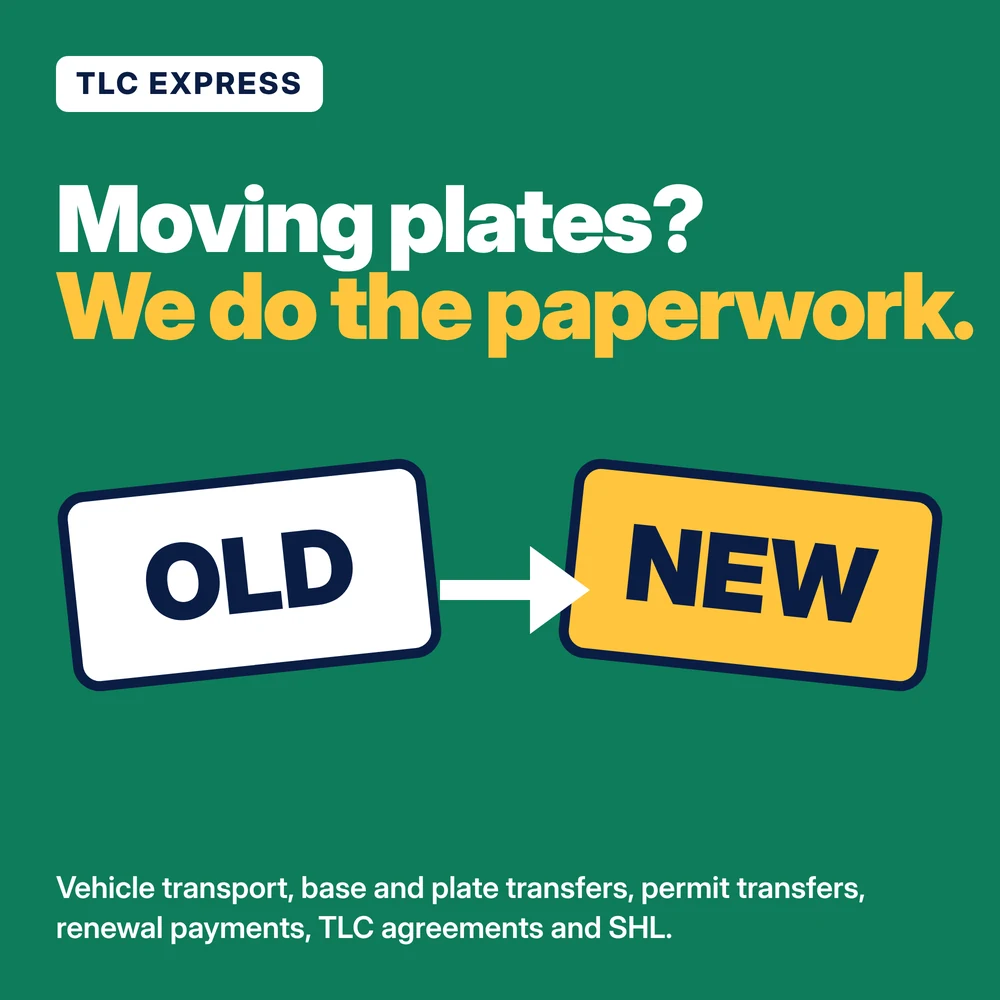 TLC EXPRESS
Moving plates?
We do the paperwork.
OLD
NEW
Vehicle transport, base and plate transfers, permit transfers,
renewal payments, TLC agreements and SHL.